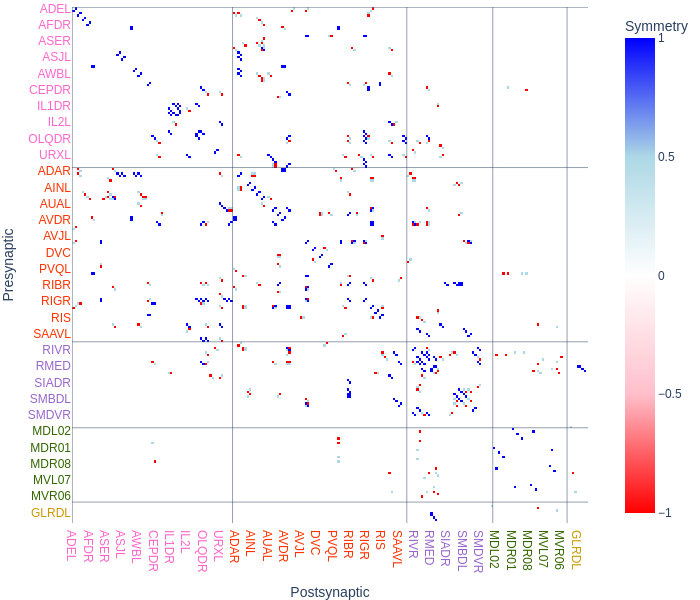 Symmetry
1
0.5
0
−0.5
−1
Presynaptic
ADEL
AFDR
ASER
ASJL
AWBL
CEPDR
IL1DR
IL2L
OLQDR
URXL
ADAR
AINL
AUAL
AVDR
AVJL
DVC
PVQL
RIBR
RIGR
RIS
SAAVL
RIVR
RMED
SIADR
SMBDL
SMDVR
MDL02
MDR01
MDR08
MVL07
MVR06
GLRDL
ADEL
AFDR
ASER
ASJL
AWBL
CEPDR
IL1DR
IL2L
OLQDR
URXL
ADAR
AINL
AUAL
AVDR
AVJL
DVC
PVQL
RIBR
RIGR
RIS
SAAVL
RIVR
RMED
SIADR
SMBDL
SMDVR
MDL02
MDR01
MDR08
MVL07
MVR06
GLRDL
Postsynaptic